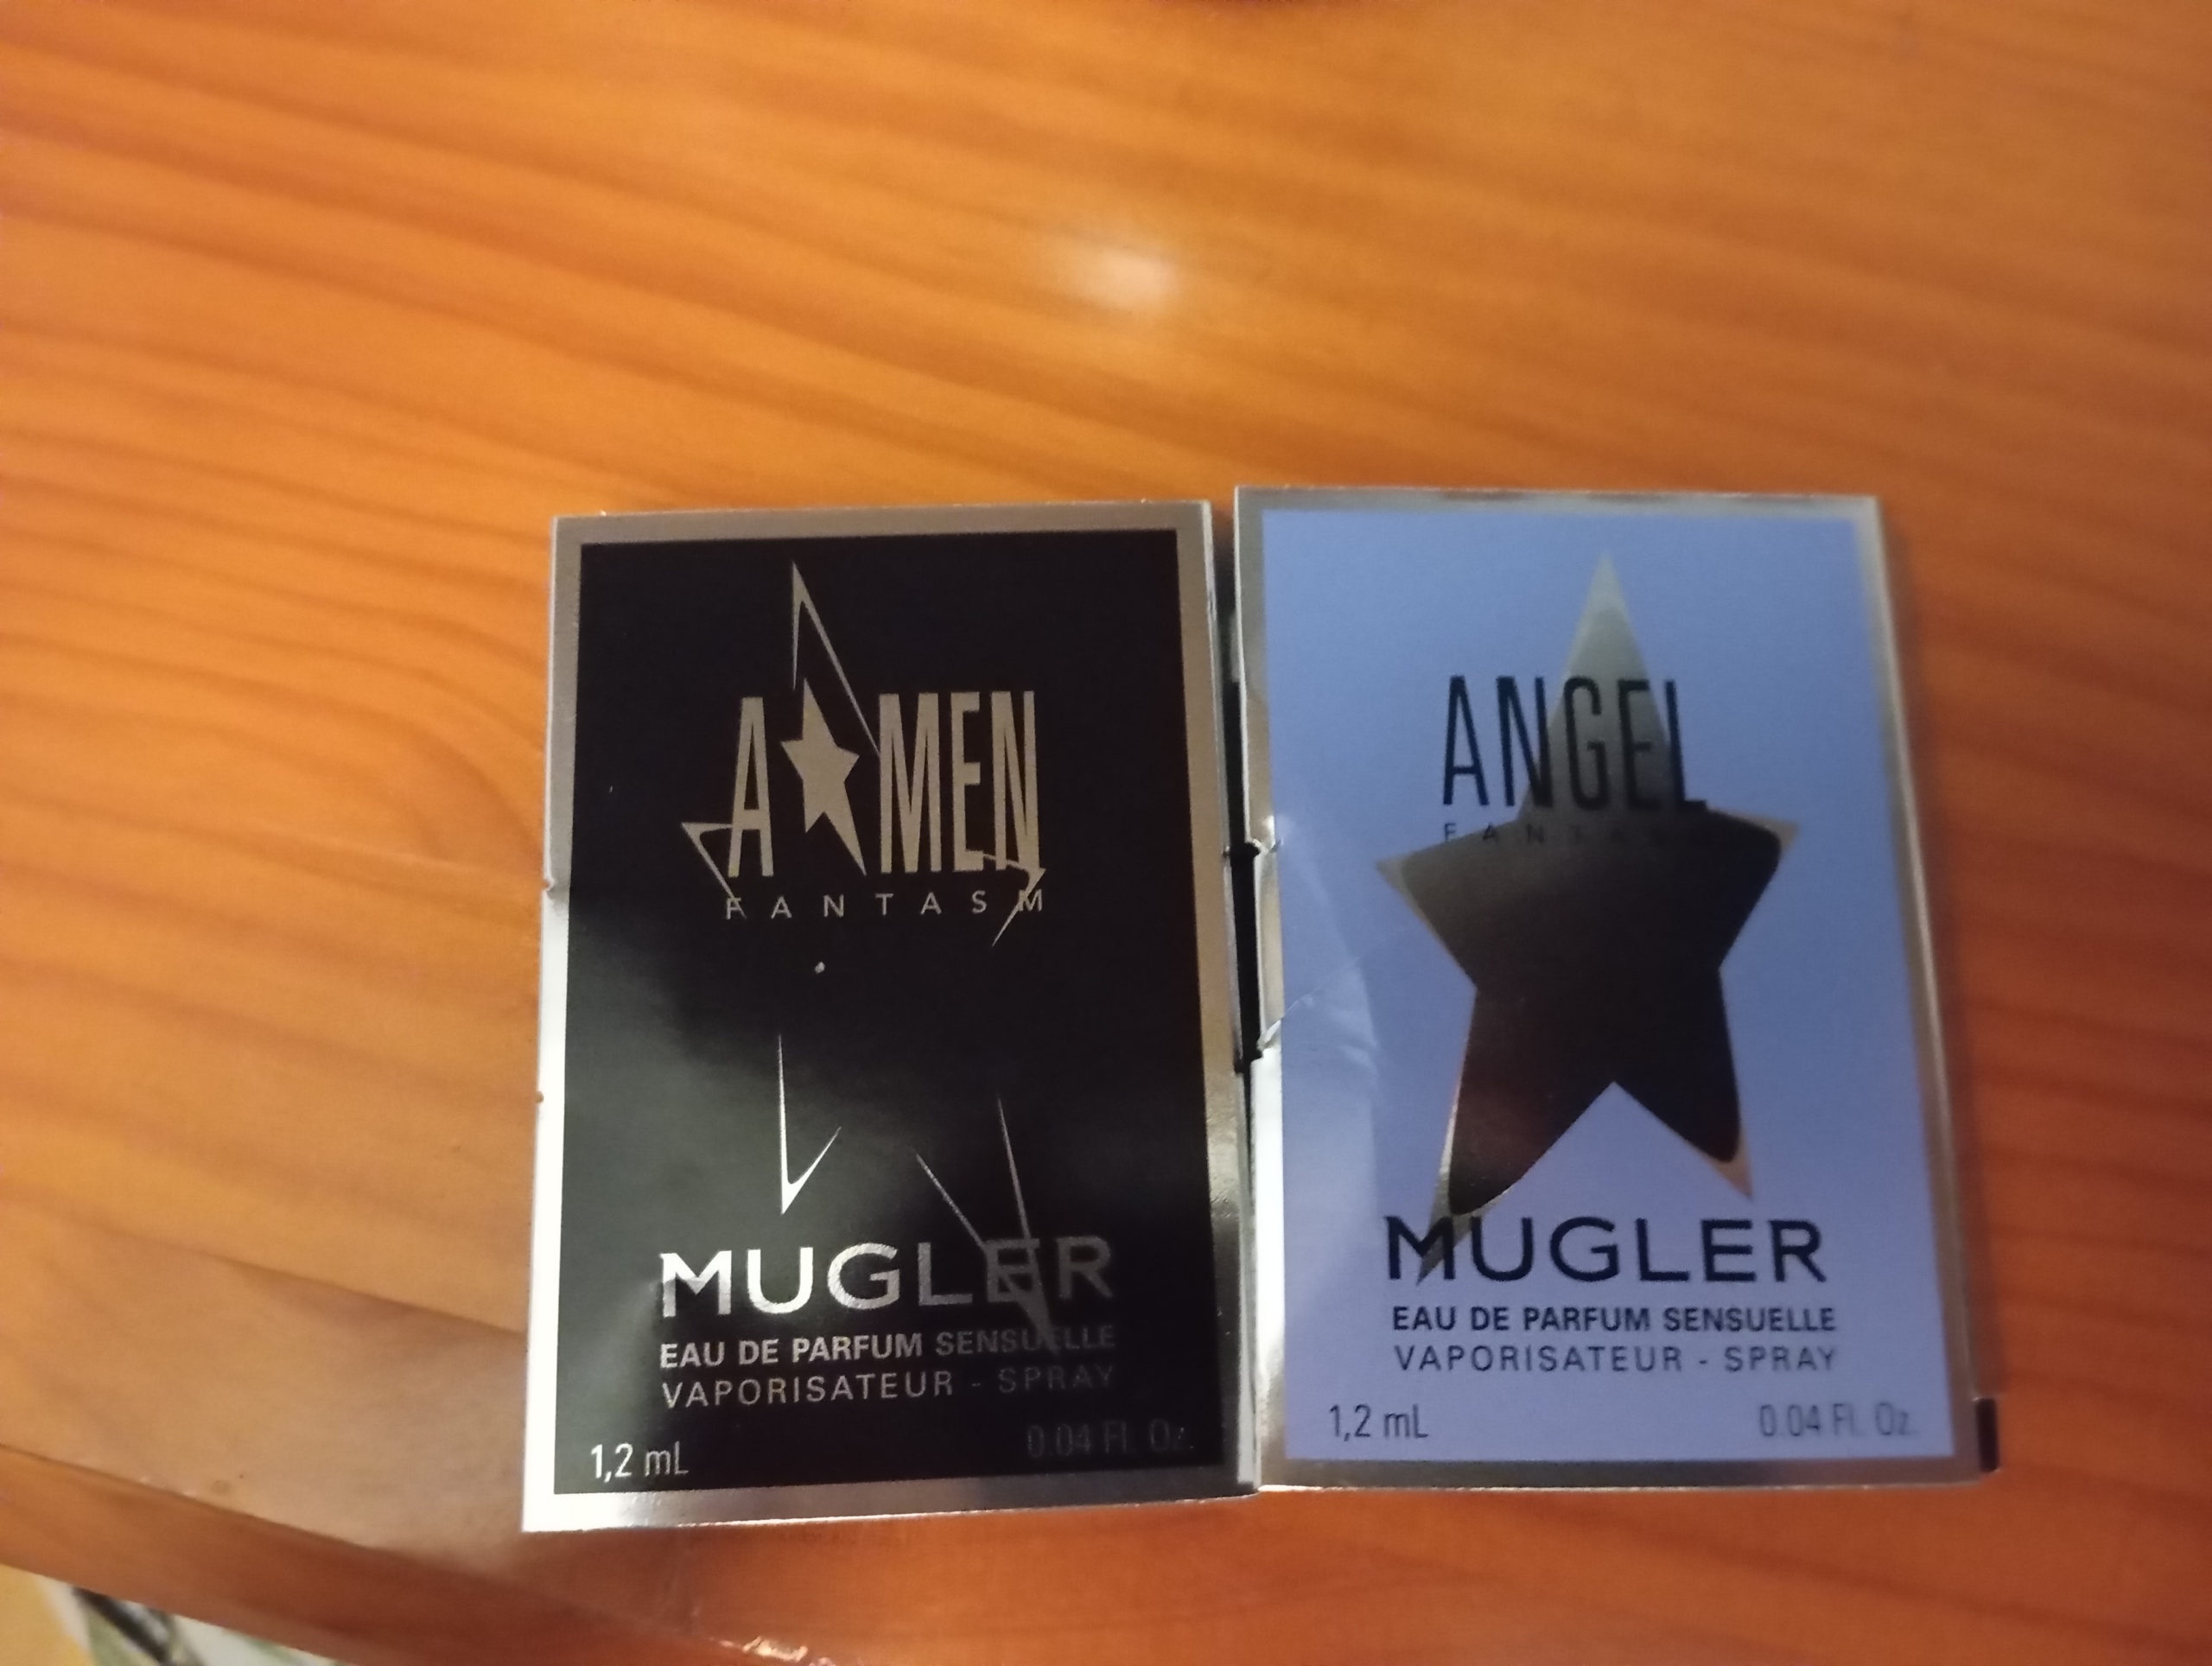 A★MEN
FANTASM
MUGLER
EAU DE PARFUM SENSUELLE
VAPORISATEUR - SPRAY
1,2 mL 0.04 Fl. Oz.
ANGEL
FANTASM
MUGLER
EAU DE PARFUM SENSUELLE
VAPORISATEUR - SPRAY
1,2 mL 0.04 Fl. Oz.